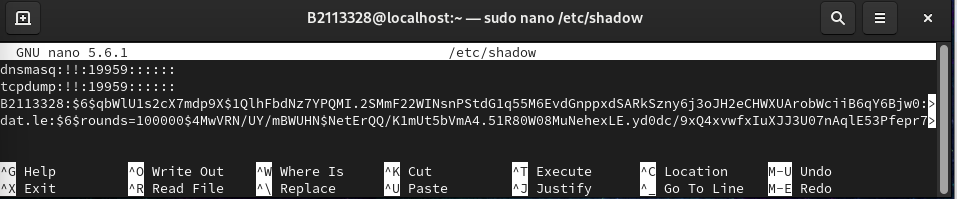 B2113328@localhost:~ — sudo nano /etc/shadow
GNU nano 5.6.1 /etc/shadow
dnsmasq:!!:19959::::::
tcpdump:!!:19959::::::
B2113328:$6$qbWlU1s2cX7mdp9X$1QlhFbdNz7YPQMI.2SMmF22WINsnPStdG1q55M6EvdGnppxdSARkSzny6j3oJH2eCHWXUArobWciiB6qY6Bjw0:>
dat.le:$6$rounds=100000$4MwVRN/UY/mBWUHN$NetErQQ/K1mUt5bVmA4.51R80W08MuNehexLE.yd0dc/9xQ4xvwfxIuXJJ3U07nAqlE53Pfepr7>
^G Help ^O Write Out ^W Where Is ^K Cut ^T Execute ^C Location M-U Undo
^X Exit ^R Read File ^\ Replace ^U Paste ^J Justify ^_ Go To Line M-E Redo